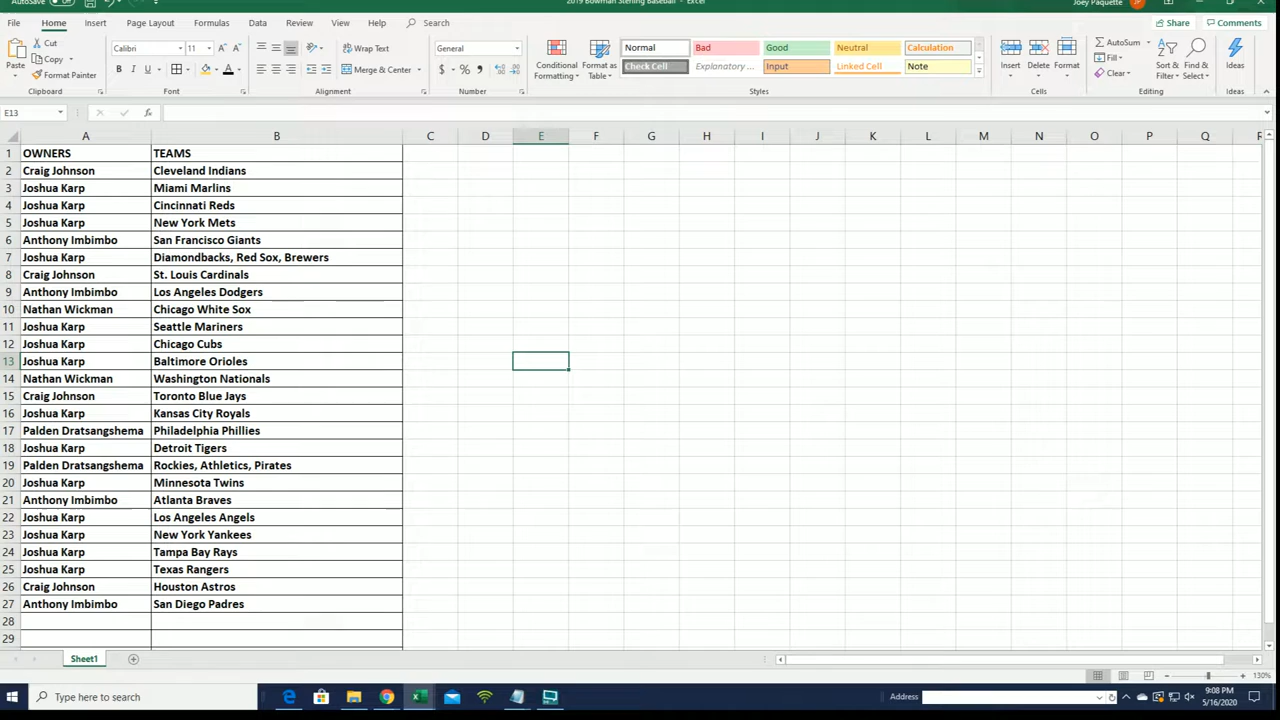 AutoSave Off 2019 Bowman Sterling Baseball - Excel Joey Paquette JP
File Home Insert Page Layout Formulas Data Review View Help Search Share Comments
Paste Cut Copy Format Painter Clipboard
Calibri 11 B I U A Font
Wrap Text Merge & Center Alignment
General $ % Number
Conditional Formatting Format as Table
Normal Bad Good Neutral Calculation
Check Cell Explanatory ... Input Linked Cell Note
Styles
Insert Delete Format Cells
AutoSum Fill Clear Sort & Filter Find & Select Editing
Ideas Ideas
E13 fx
A B C D E F G H I J K L M N O P Q R
1 OWNERS TEAMS
2 Craig Johnson Cleveland Indians
3 Joshua Karp Miami Marlins
4 Joshua Karp Cincinnati Reds
5 Joshua Karp New York Mets
6 Anthony Imbimbo San Francisco Giants
7 Joshua Karp Diamondbacks, Red Sox, Brewers
8 Craig Johnson St. Louis Cardinals
9 Anthony Imbimbo Los Angeles Dodgers
10 Nathan Wickman Chicago White Sox
11 Joshua Karp Seattle Mariners
12 Joshua Karp Chicago Cubs
13 Joshua Karp Baltimore Orioles
14 Nathan Wickman Washington Nationals
15 Craig Johnson Toronto Blue Jays
16 Joshua Karp Kansas City Royals
17 Palden Dratsangshema Philadelphia Phillies
18 Joshua Karp Detroit Tigers
19 Palden Dratsangshema Rockies, Athletics, Pirates
20 Joshua Karp Minnesota Twins
21 Anthony Imbimbo Atlanta Braves
22 Joshua Karp Los Angeles Angels
23 Joshua Karp New York Yankees
24 Joshua Karp Tampa Bay Rays
25 Joshua Karp Texas Rangers
26 Craig Johnson Houston Astros
27 Anthony Imbimbo San Diego Padres
28
29
Sheet1
130%
Type here to search Address 9:08 PM
5/16/2020